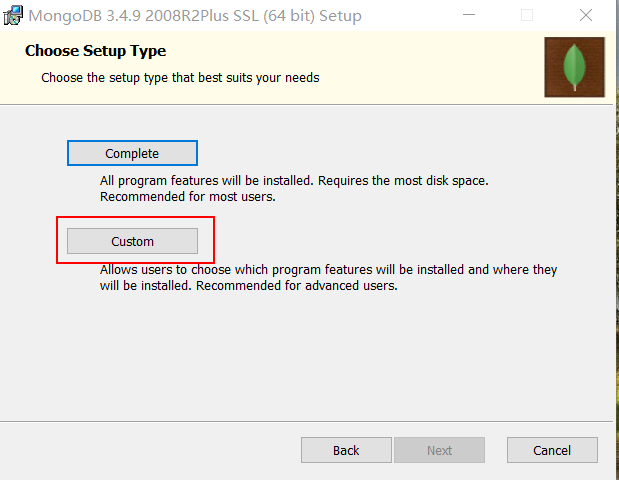 MongoDB 3.4.9 2008R2Plus SSL (64 bit) Setup
Choose Setup Type
Choose the setup type that best suits your needs
Complete
All program features will be installed. Requires the most disk space.
Recommended for most users.
Custom
Allows users to choose which program features will be installed and where they
will be installed. Recommended for advanced users.
Back
Next
Cancel